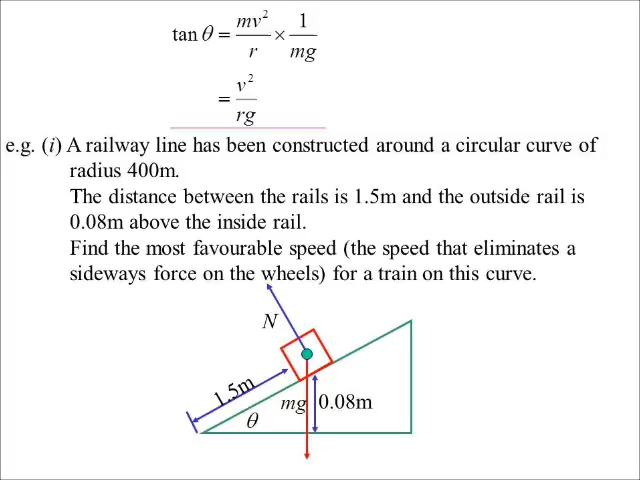 tan θ = mv²/r × 1/mg
= v²/rg
e.g. (i) A railway line has been constructed around a circular curve of
radius 400m.
The distance between the rails is 1.5m and the outside rail is
0.08m above the inside rail.
Find the most favourable speed (the speed that eliminates a
sideways force on the wheels) for a train on this curve.
N
1.5m
mg 0.08m
θ